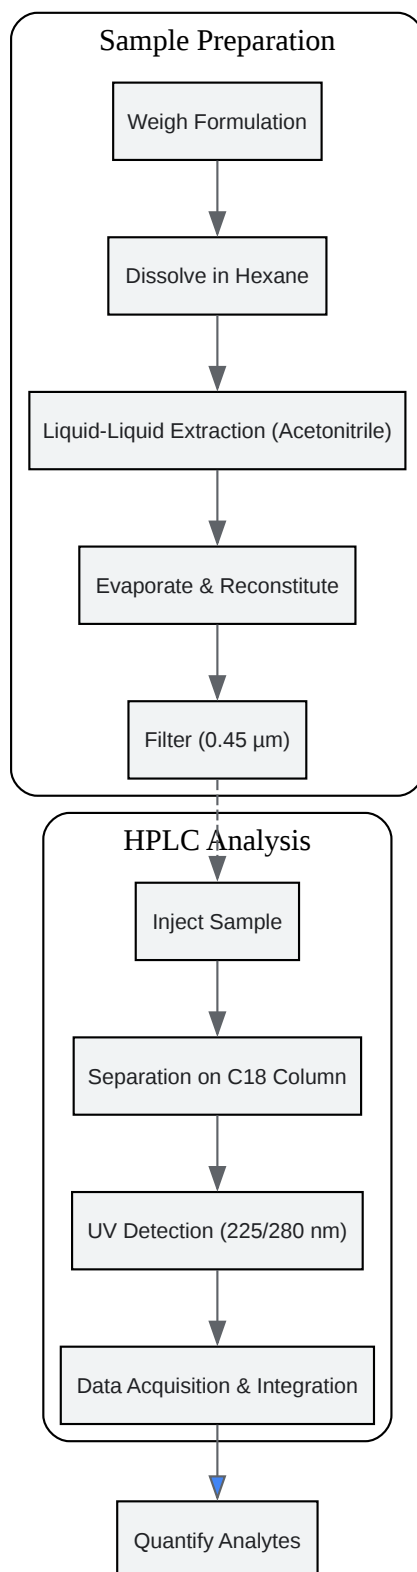 Sample Preparation
Weigh Formulation
Dissolve in Hexane
Liquid-Liquid Extraction (Acetonitrile)
Evaporate & Reconstitute
Filter (0.45 µm)
HPLC Analysis
Inject Sample
Separation on C18 Column
UV Detection (225/280 nm)
Data Acquisition & Integration
Quantify Analytes